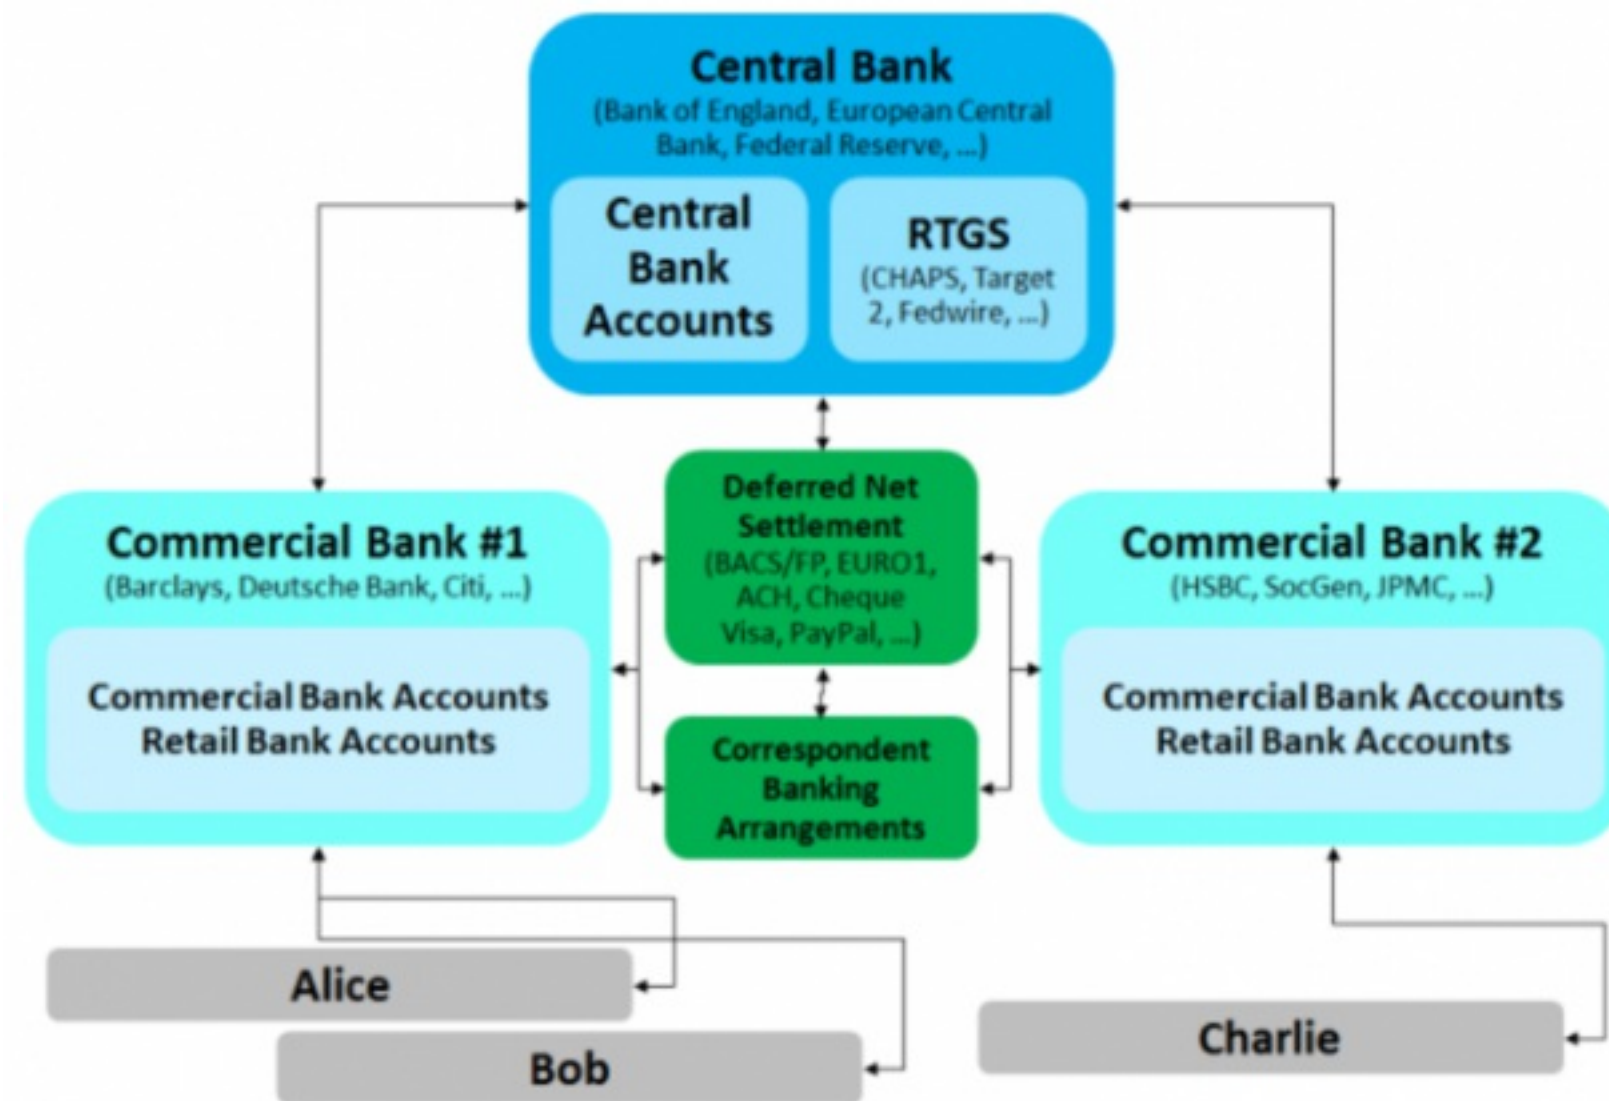 Central Bank
(Bank of England, European Central
Bank, Federal Reserve, ...)
Central
Bank
Accounts
RTGS
(CHAPS, Target
2, Fedwire, ...)
Deferred Net
Settlement
(BACS/FP, EURO1,
ACH, Cheque
Visa, PayPal, ...)
Commercial Bank #1
(Barclays, Deutsche Bank, Citi, ...)
Commercial Bank Accounts
Retail Bank Accounts
Commercial Bank #2
(HSBC, SocGen, JPMC, ...)
Commercial Bank Accounts
Retail Bank Accounts
Correspondent
Banking
Arrangements
Alice
Bob
Charlie